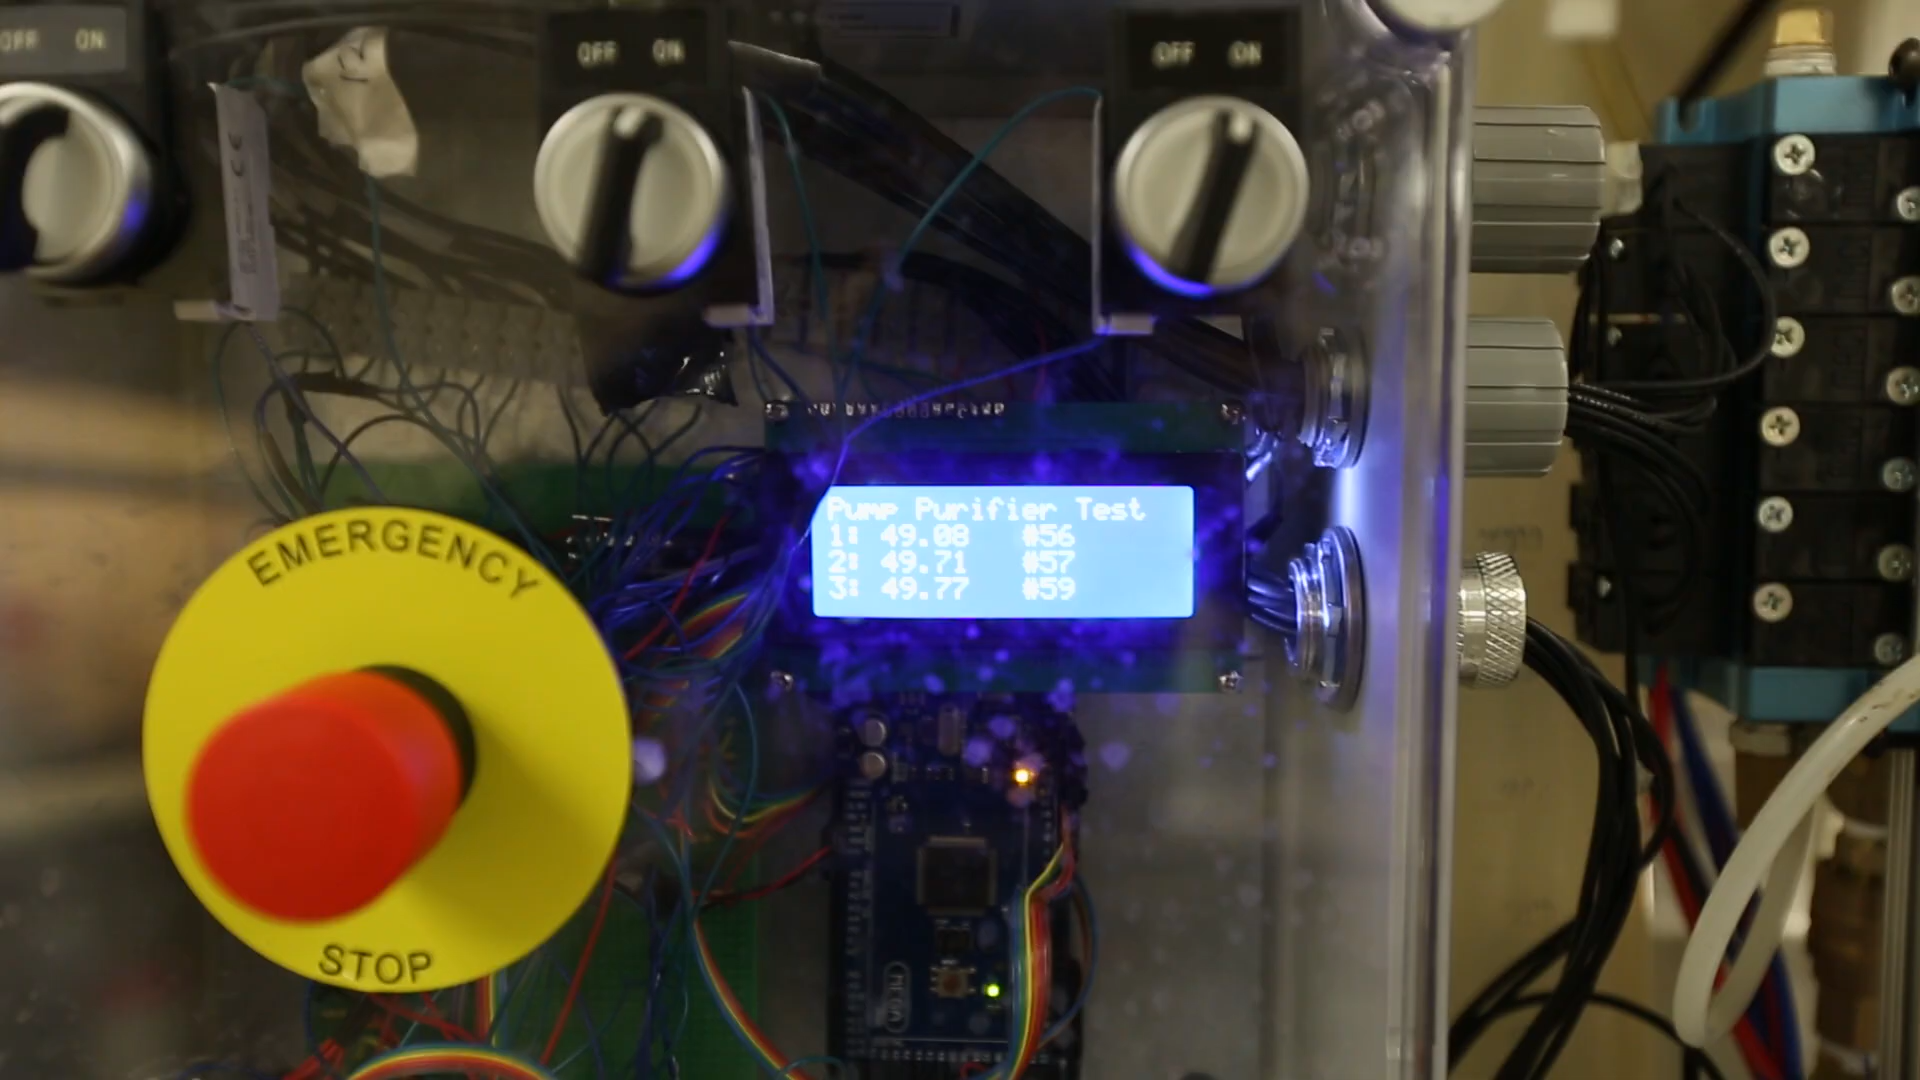 OFF ON
OFF ON
OFF ON
Pump Purifier Test
1: 49.08 #56
2: 49.71 #57
3: 49.77 #59
EMERGENCY
STOP
MEGA